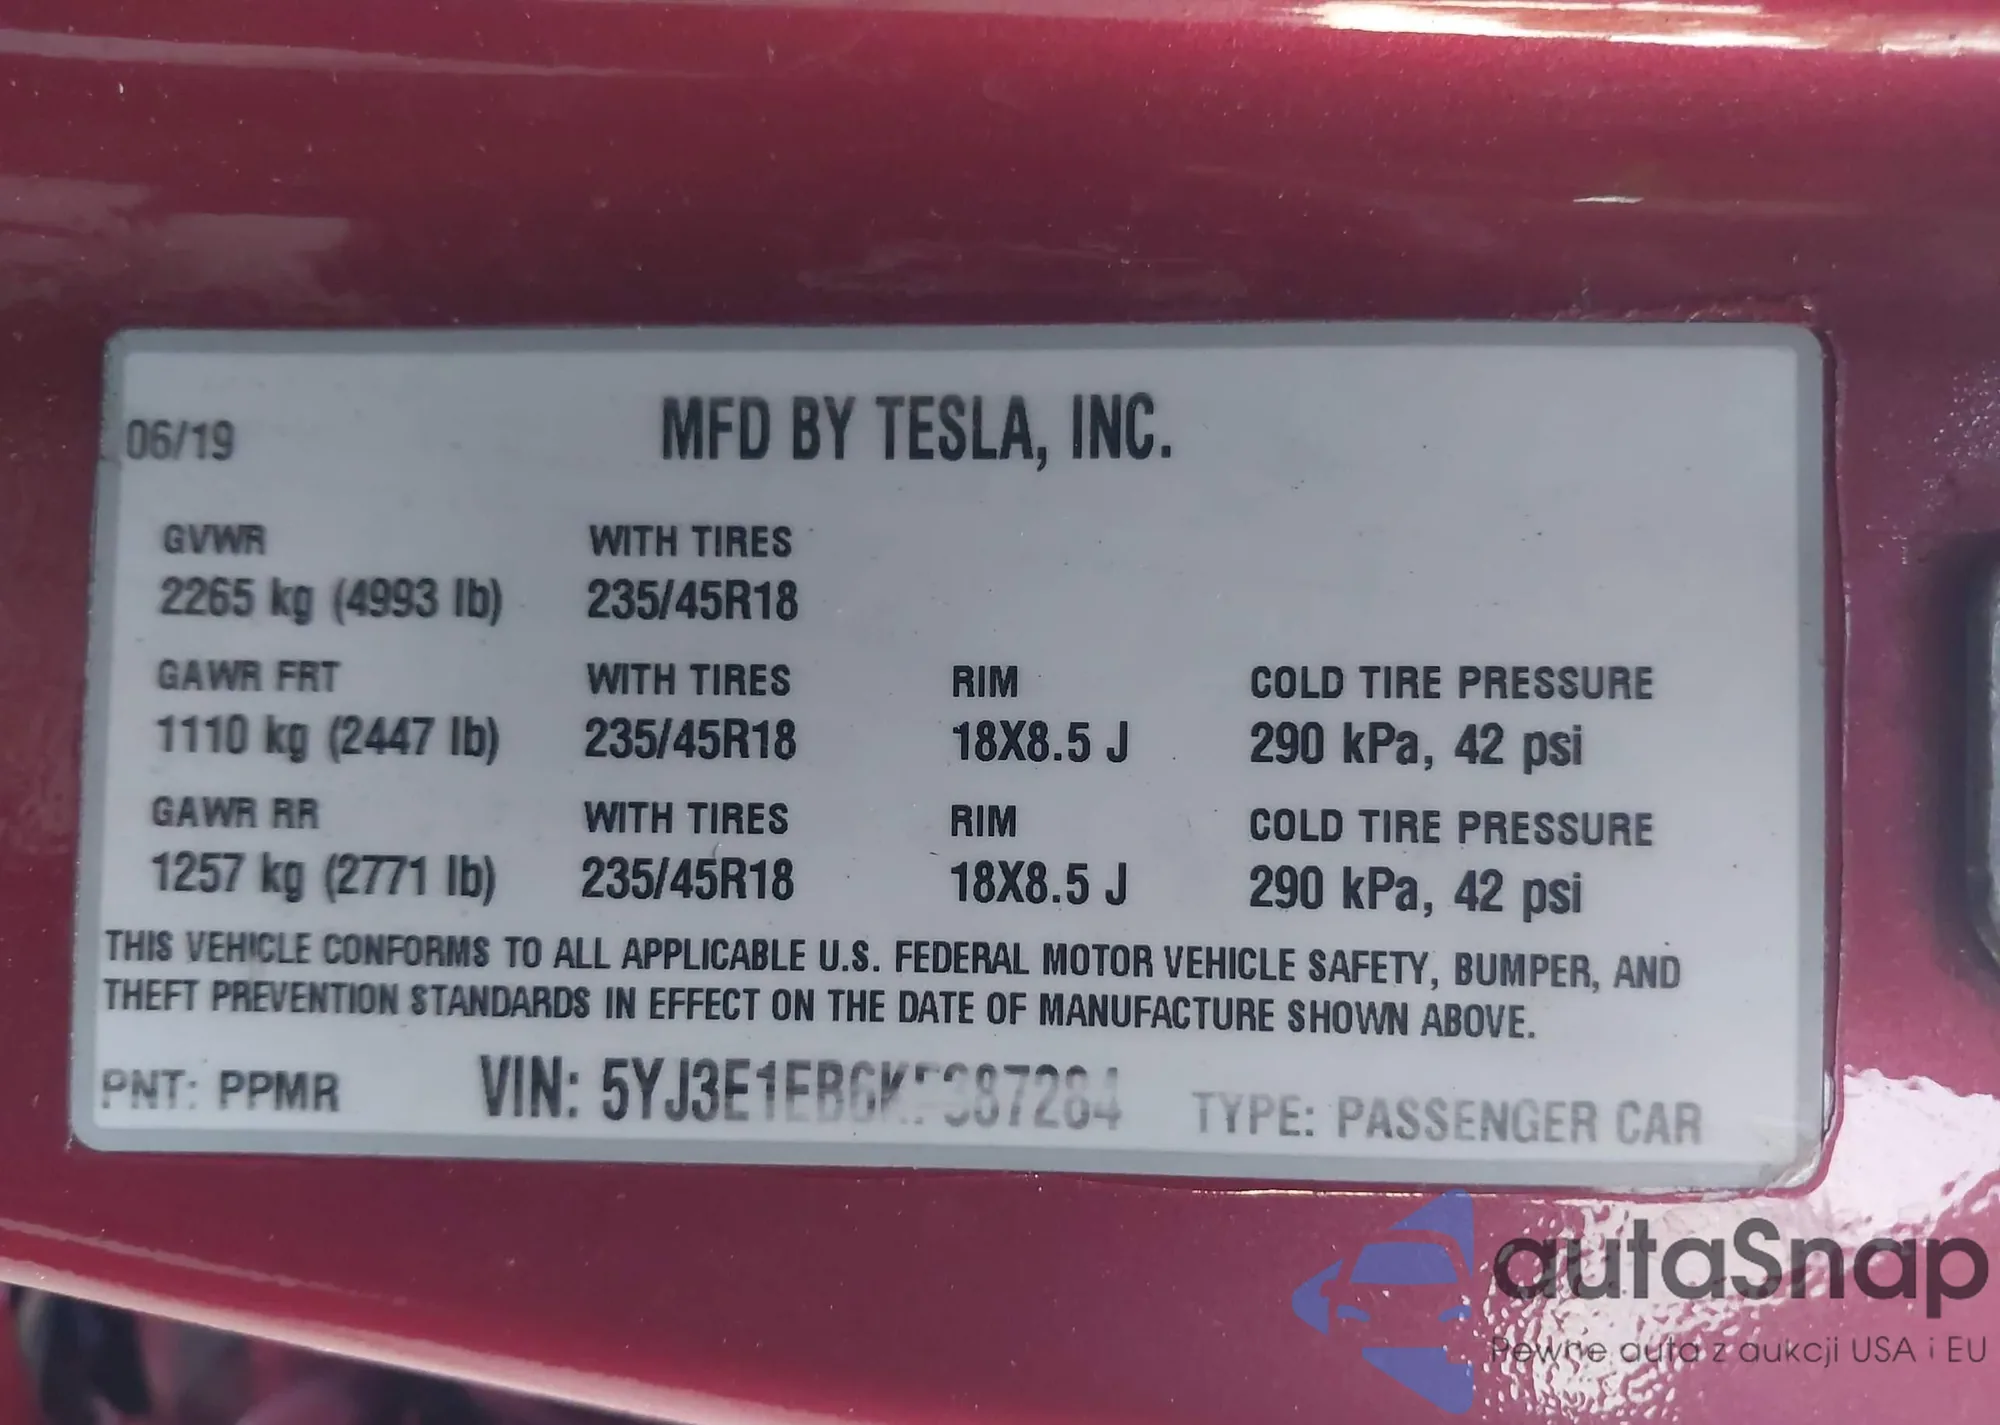 06/19 MFD BY TESLA, INC.
GVWR WITH TIRES
2265 kg (4993 lb) 235/45R18
GAWR FRT WITH TIRES RIM COLD TIRE PRESSURE
1110 kg (2447 lb) 235/45R18 18X8.5 J 290 kPa, 42 psi
GAWR RR WITH TIRES RIM COLD TIRE PRESSURE
1257 kg (2771 lb) 235/45R18 18X8.5 J 290 kPa, 42 psi
THIS VEHICLE CONFORMS TO ALL APPLICABLE U.S. FEDERAL MOTOR VEHICLE SAFETY, BUMPER, AND
THEFT PREVENTION STANDARDS IN EFFECT ON THE DATE OF MANUFACTURE SHOWN ABOVE.
PNT: PPMR VIN: TYPE: PASSENGER CAR
autaSnap
Pewne auta z aukcji USA i EU